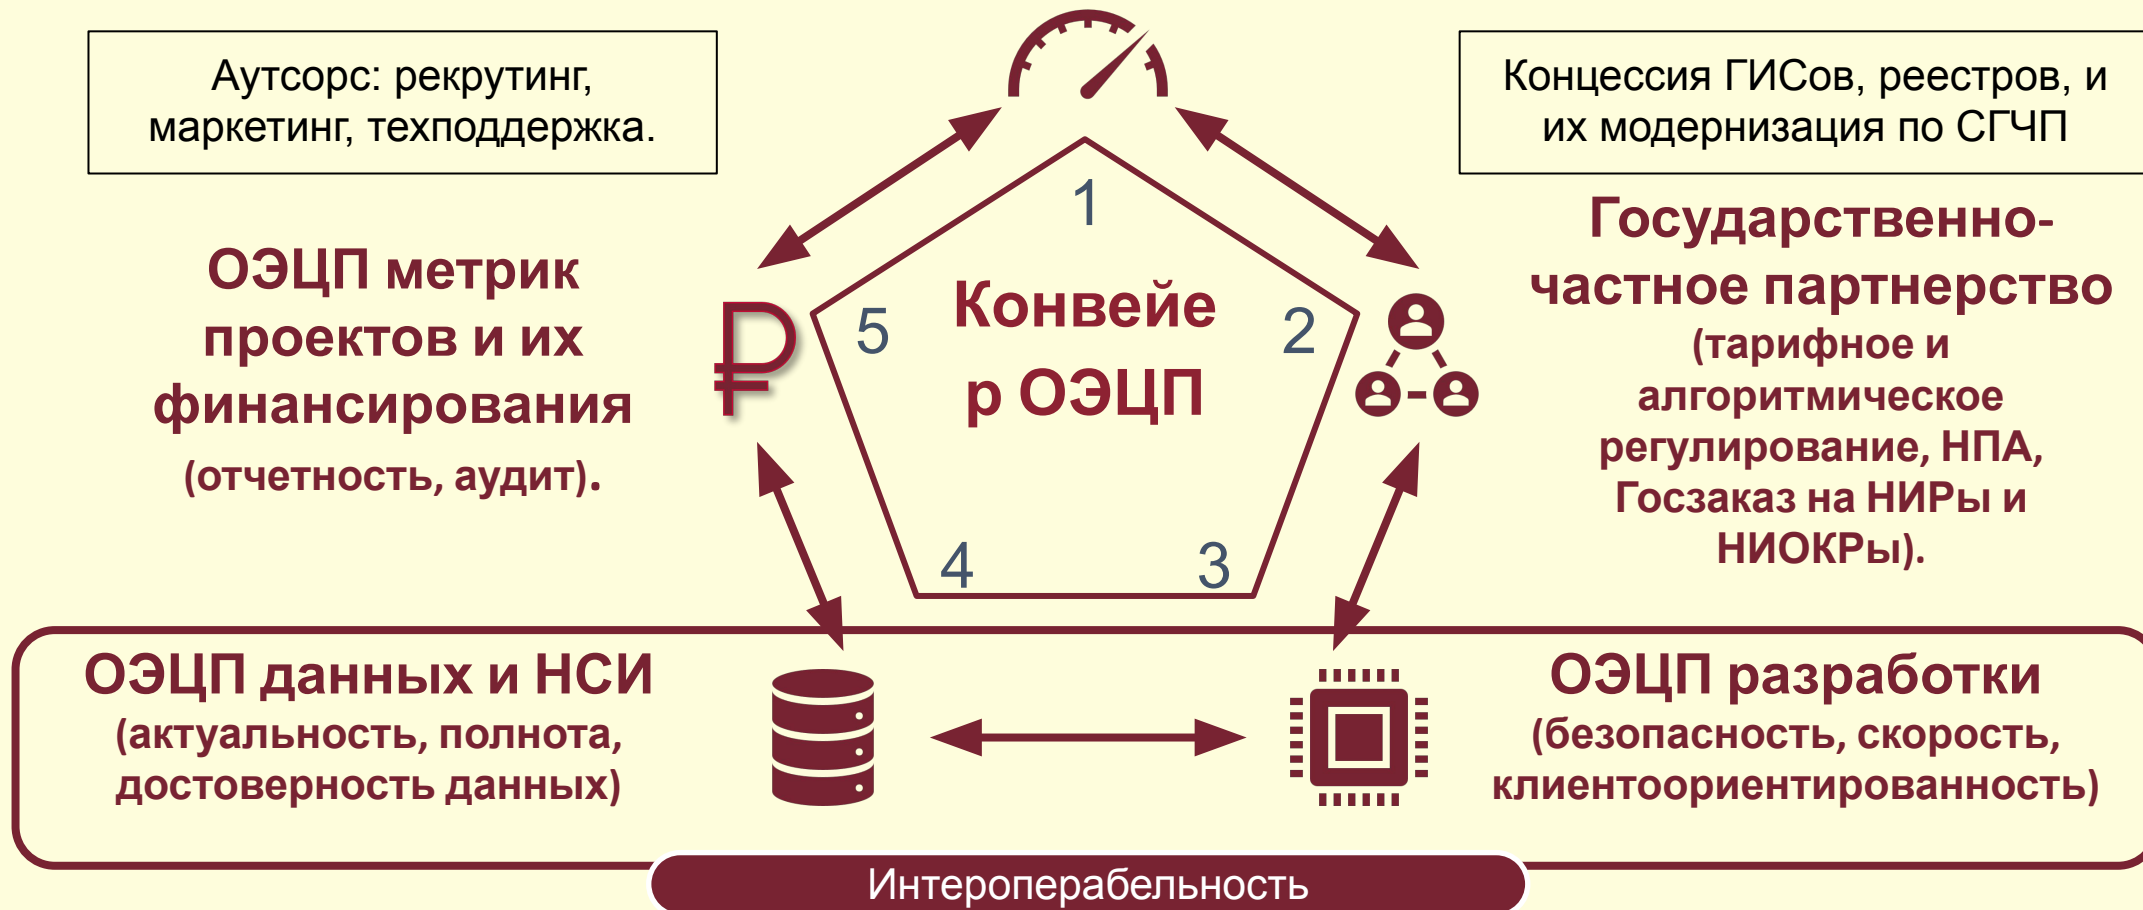 Аутсорс: рекрутинг,
маркетинг, техподдержка.
Концессия ГИСов, реестров, и
их модернизация по СГЧП
ОЭЦП метрик
проектов и их
финансирования
(отчетность, аудит).
1
2
3
4
5
Конвейе
р ОЭЦП
Государственно-
частное партнерство
(тарифное и
алгоритмическое
регулирование, НПА,
Госзаказ на НИРы и
НИОКРы).
ОЭЦП данных и НСИ
(актуальность, полнота,
достоверность данных)
ОЭЦП разработки
(безопасность, скорость,
клиентоориентированность)
Интероперабельность